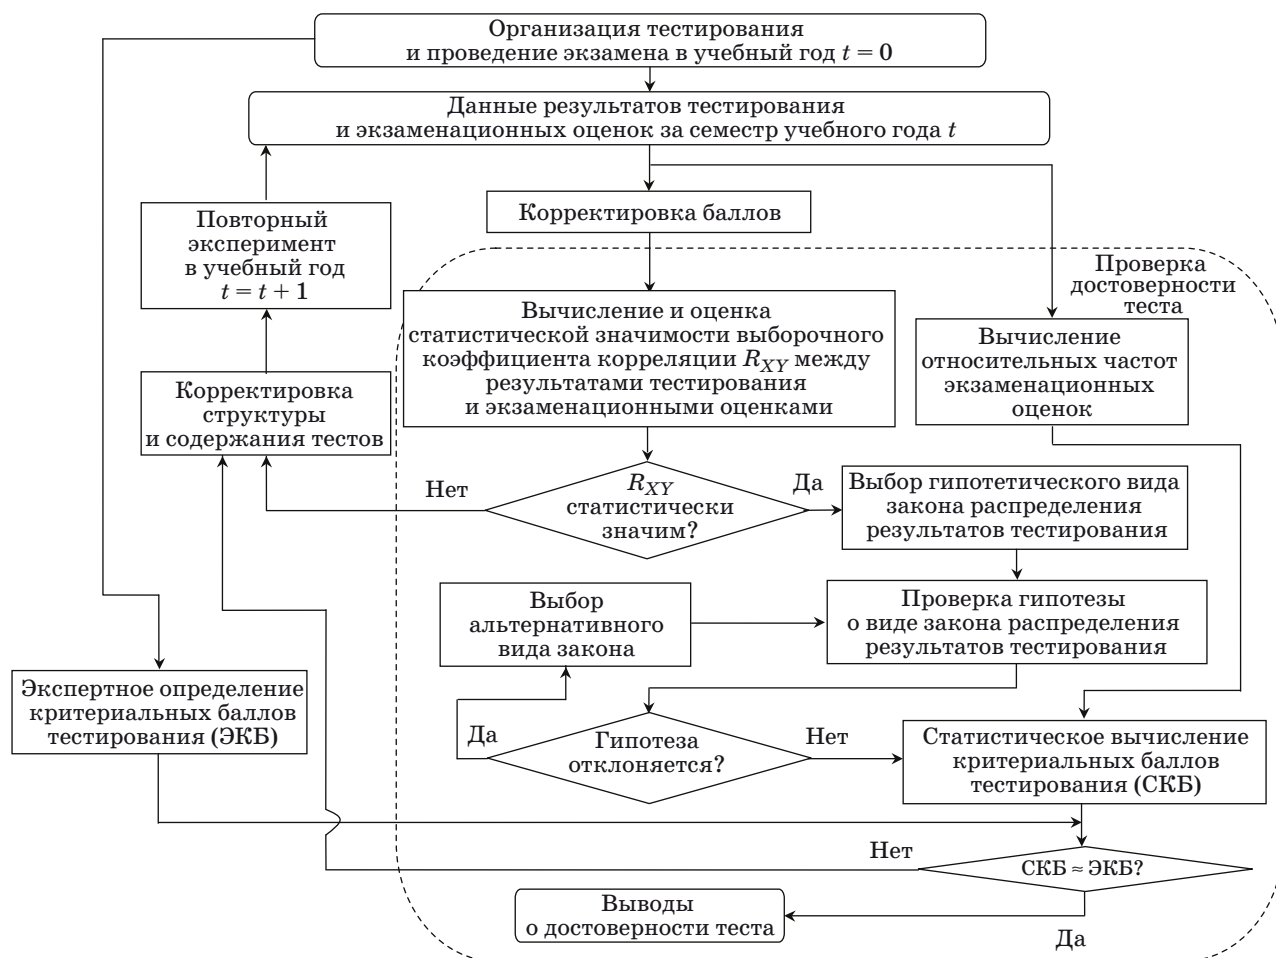 Организация тестирования
и проведение экзамена в учебный год t = 0
Данные результатов тестирования
и экзаменационных оценок за семестр учебного года t
Повторный
эксперимент
в учебный год
t = t + 1
Корректировка баллов
Проверка
достоверности
теста
Вычисление и оценка
статистической значимости выборочного
коэффициента корреляции R_XY между
результатами тестирования
и экзаменационными оценками
Вычисление
относительных частот
экзаменационных
оценок
Корректировка
структуры
и содержания тестов
Нет
R_XY
статистически
значим?
Да
Выбор гипотетического вида
закона распределения
результатов тестирования
Выбор
альтернативного
вида закона
Проверка гипотезы
о виде закона распределения
результатов тестирования
Экспертное определение
критериальных баллов
тестирования (ЭКБ)
Да
Гипотеза
отклоняется?
Нет
Статистическое вычисление
критериальных баллов
тестирования (СКБ)
Нет
СКБ ≈ ЭКБ?
Выводы
о достоверности теста
Да